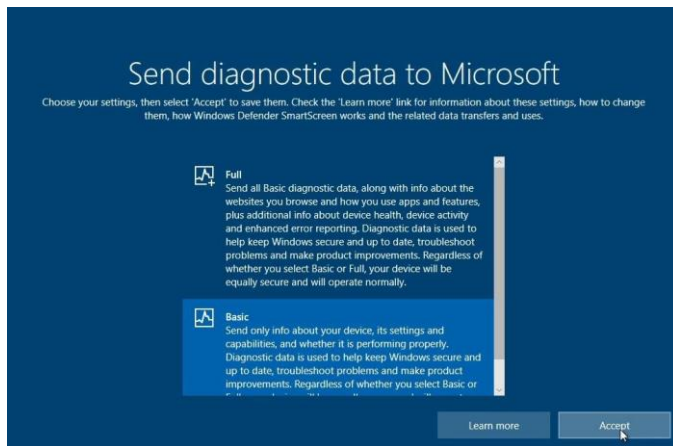 Send diagnostic data to Microsoft
Choose your settings, then select 'Accept' to save them. Check the 'Learn more' link for information about these settings, how to change
them, how Windows Defender SmartScreen works and the related data transfers and uses.
Full
Send all Basic diagnostic data, along with info about the
websites you browse and how you use apps and features,
plus additional info about device health, device activity
and enhanced error reporting. Diagnostic data is used to
help keep Windows secure and up to date, troubleshoot
problems and make product improvements. Regardless of
whether you select Basic or Full, your device will be
equally secure and will operate normally.
Basic
Send only info about your device, its settings and
capabilities, and whether it is performing properly.
Diagnostic data is used to help keep Windows secure and
up to date, troubleshoot problems and make product
improvements. Regardless of whether you select Basic or
Learn more
Accept